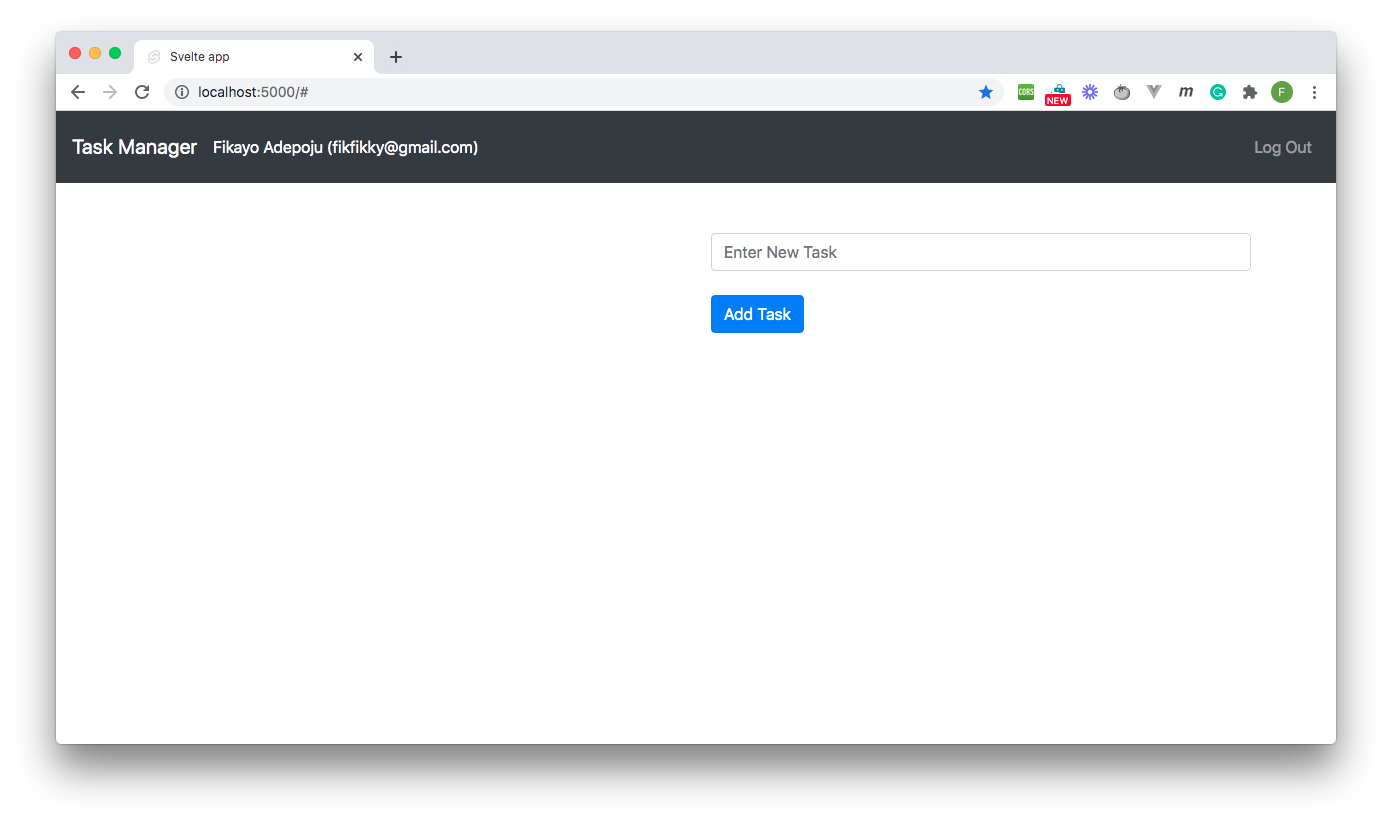 Svelte app
localhost:5000/#
CORS
NEW
m
G
F
Task Manager Fikayo Adepoju (fikfikky@gmail.com) Log Out
Enter New Task
Add Task